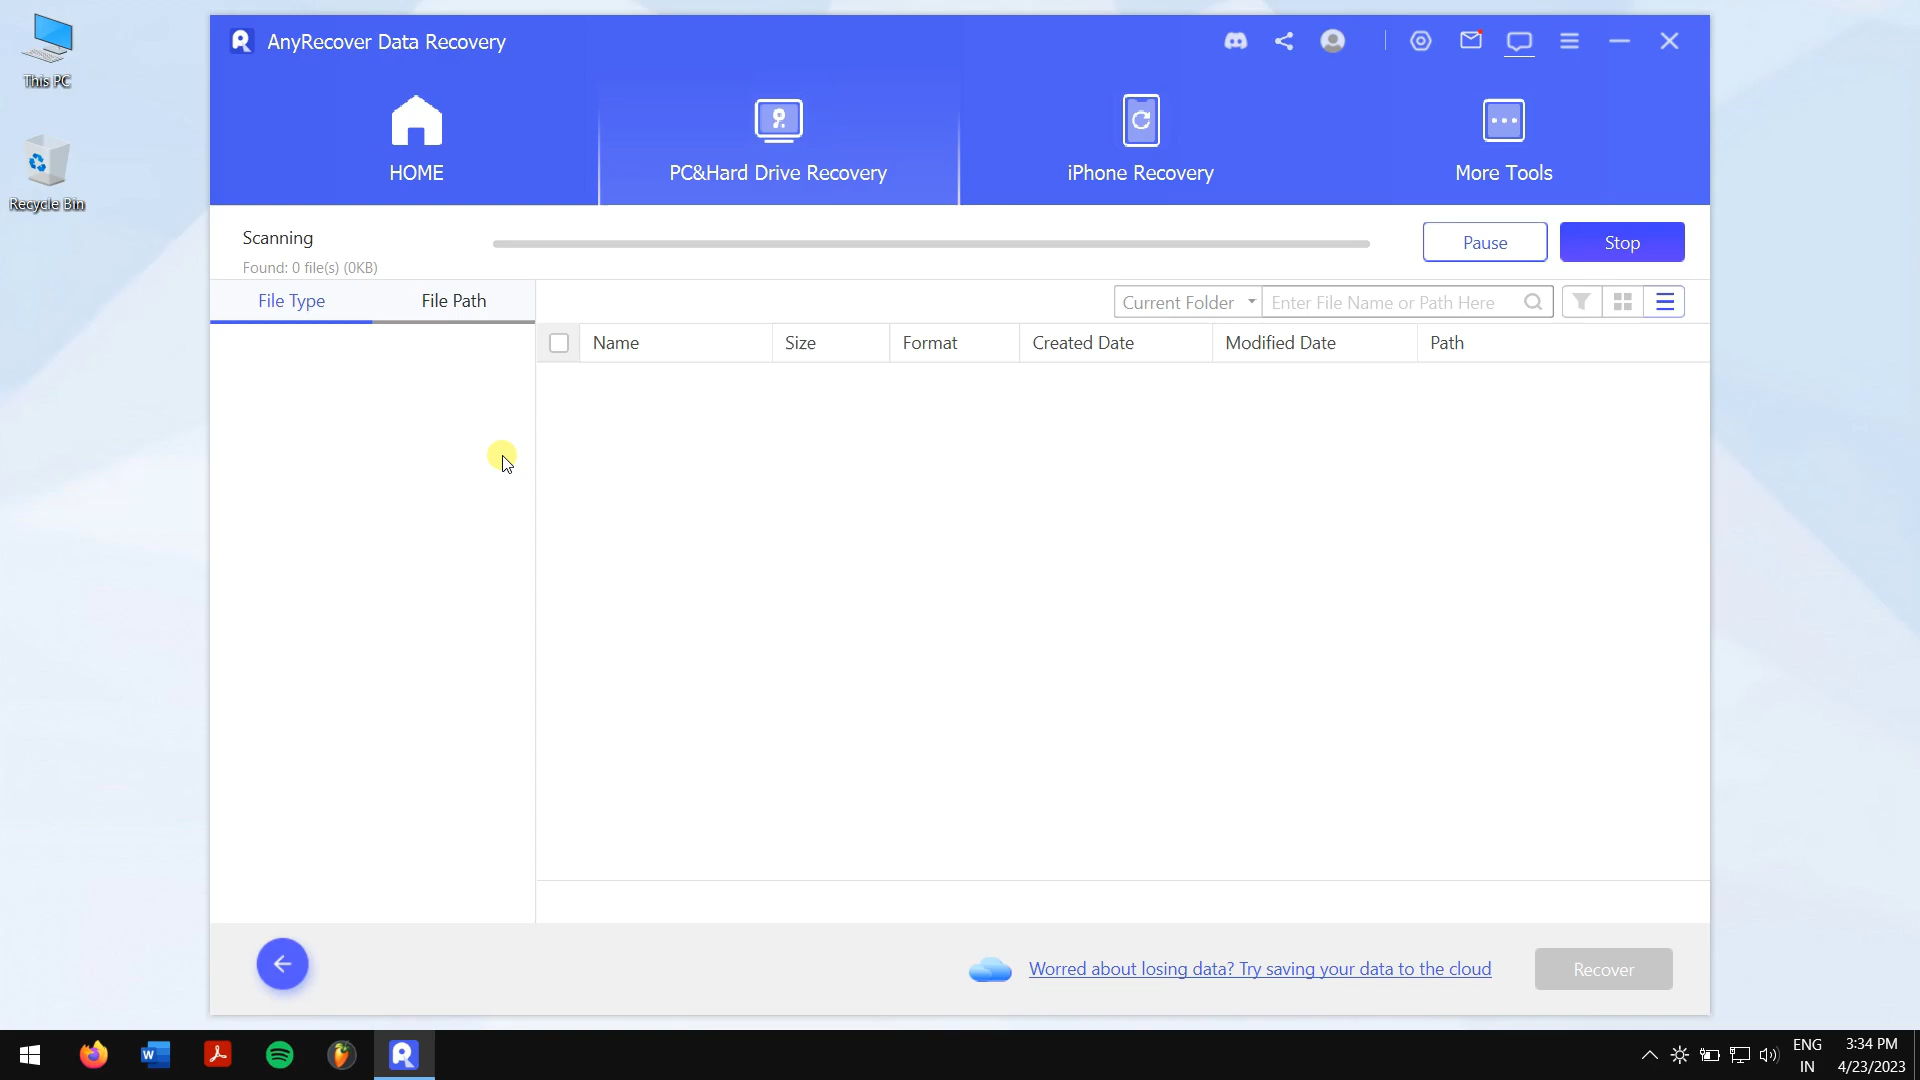 This PC
Recycle Bin
AnyRecover Data Recovery
HOME
PC&Hard Drive Recovery
iPhone Recovery
More Tools
Scanning
Found: 0 file(s) (0KB)
Pause
Stop
File Type
File Path
Current Folder
Enter File Name or Path Here
Name
Size
Format
Created Date
Modified Date
Path
Worred about losing data? Try saving your data to the cloud
Recover
ENG
IN
3:34 PM
4/23/2023